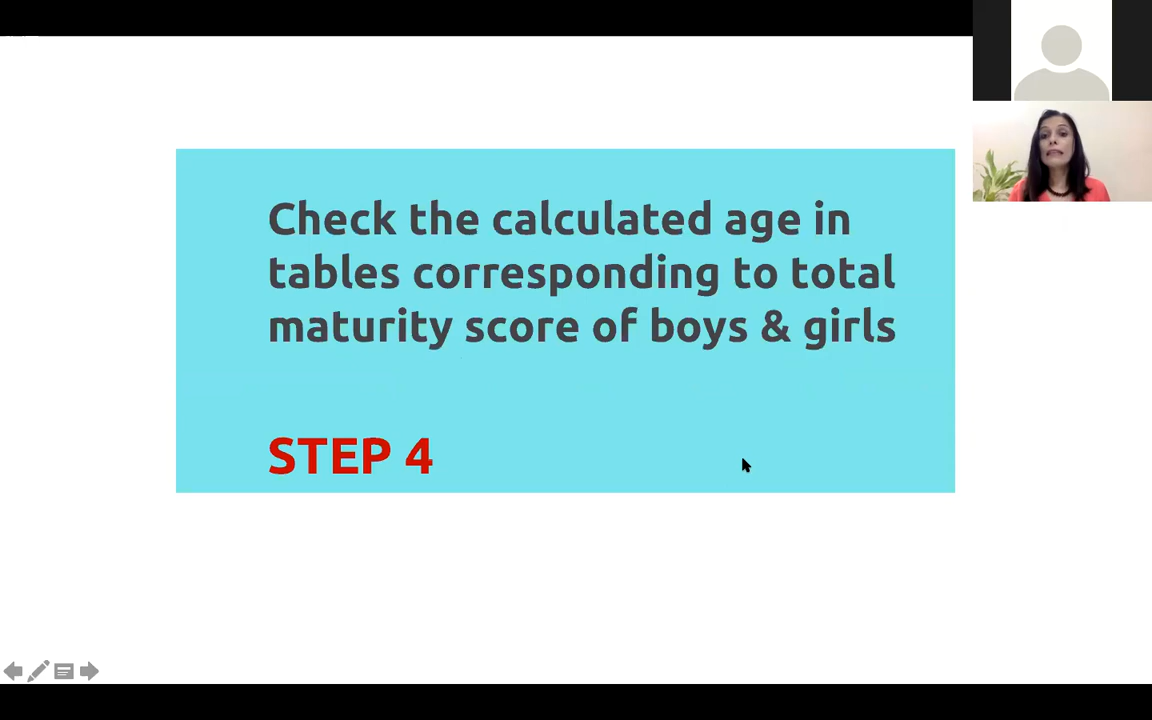 Check the calculated age in
tables corresponding to total
maturity score of boys & girls
STEP 4